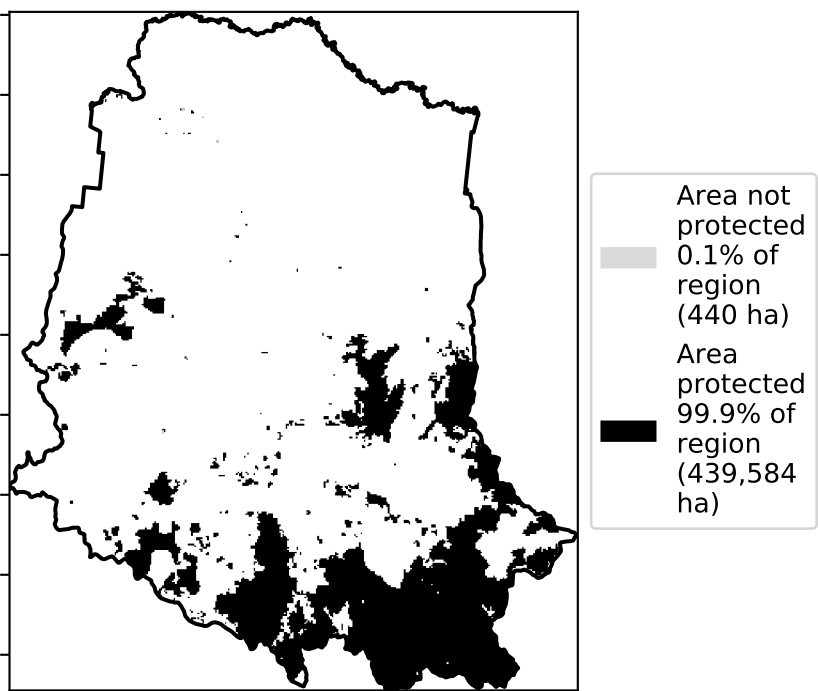 Area not
protected
0.1% of
region
(440 ha)
Area
protected
99.9% of
region
(439,584
ha)